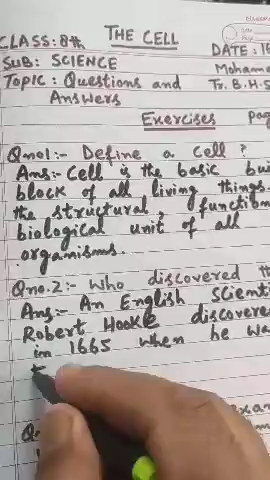 CLASS: 8th THE CELL
DATE: 1
SUB: SCIENCE
Mohamm
Topic: Questions and
Tr. B.H.S
Answers
Exercises
Qno1:- Define a cell?
Ans:- Cell is the basic bui
block of all living things.
the structural, function
biological unit of all
organisms.
Qno.2:- Who discovered th
Ans:- An English Scienti
Robert Hooke discovere
in 1665 when he wa
t